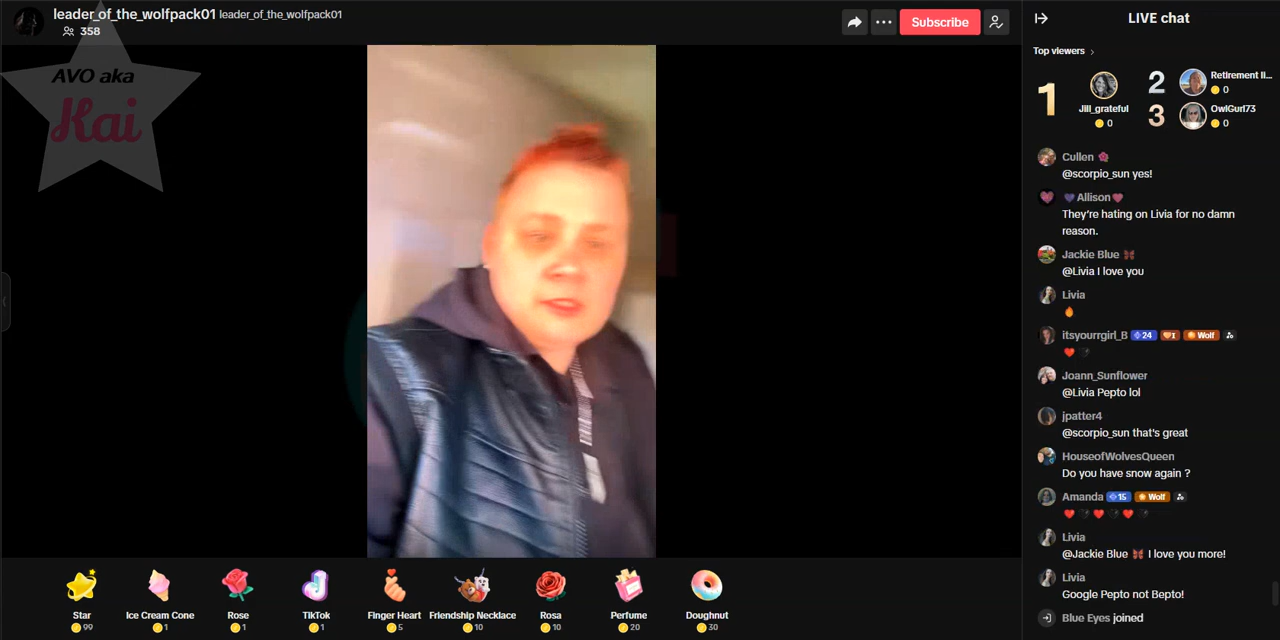 leader_of_the_wolfpack01 leader_of_the_wolfpack01
358
Subscribe
AVO aka
Kai
LIVE chat
Top viewers
1
Jill_grateful
0
2
Retirement li...
0
3
OwlGurl73
0
Cullen
@scorpio_sun yes!
Allison
They're hating on Livia for no damn
reason.
Jackie Blue
@Livia I love you
Livia
itsyourrgirl_B 24 I Wolf
Joann_Sunflower
@Livia Pepto lol
jpatter4
@scorpio_sun that's great
HouseofWolvesQueen
Do you have snow again ?
Amanda 15 Wolf
Livia
@Jackie Blue I love you more!
Livia
Google Pepto not Bepto!
Blue Eyes joined
Star
99
Ice Cream Cone
1
Rose
1
TikTok
1
Finger Heart
5
Friendship Necklace
10
Rosa
10
Perfume
20
Doughnut
30